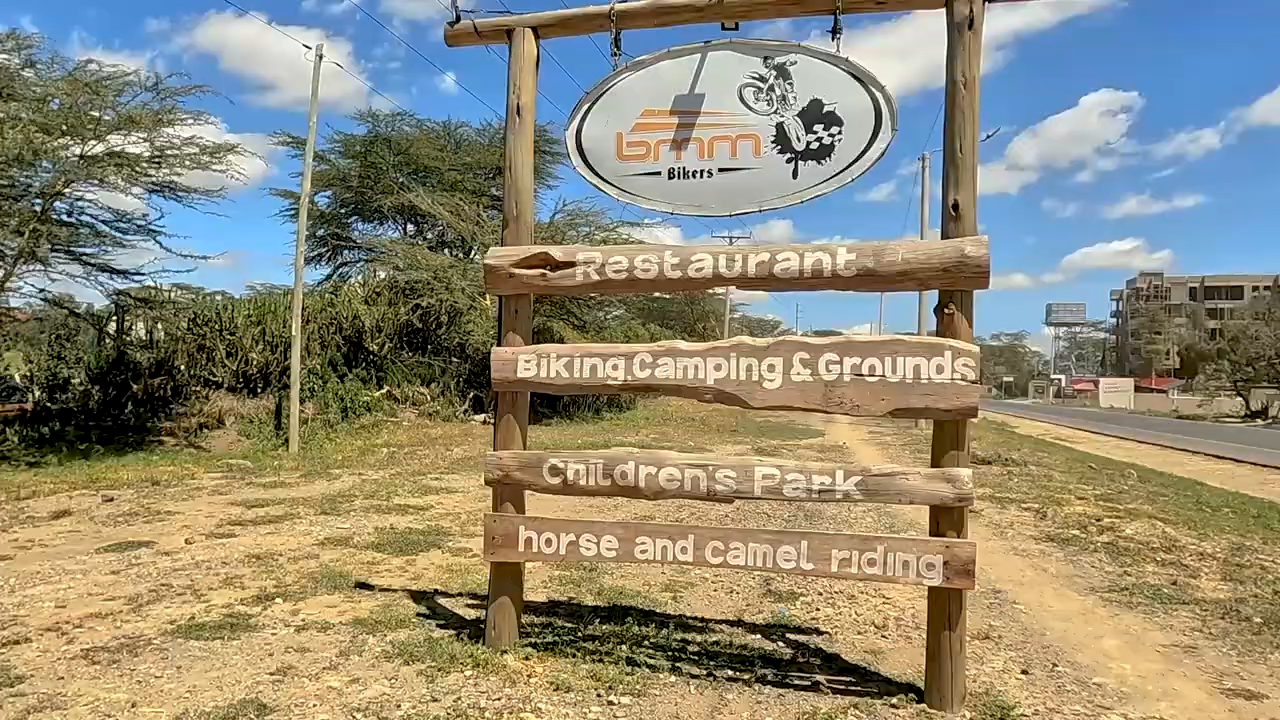 bmm
Bikers
Restaurant
Biking,Camping & Grounds
Children's Park
horse and camel riding